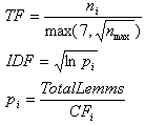 TF = n_i / max(7, √n_max)
IDF = √ln p_i
p_i = TotalLemms / CF_i